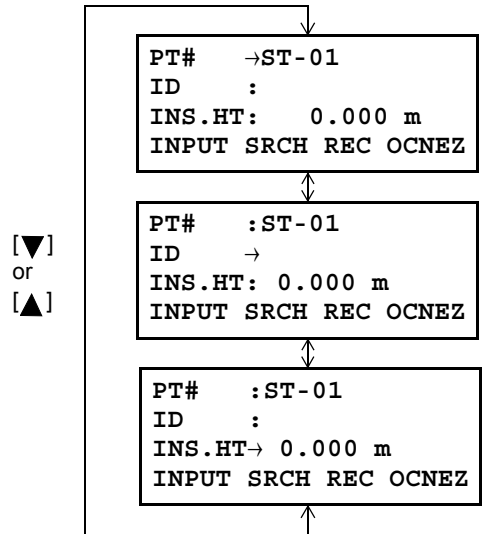 PT# →ST-01
ID :
INS.HT: 0.000 m
INPUT SRCH REC OCNEZ
[▼]
or
[▲]
PT# :ST-01
ID →
INS.HT: 0.000 m
INPUT SRCH REC OCNEZ
PT# :ST-01
ID :
INS.HT→ 0.000 m
INPUT SRCH REC OCNEZ